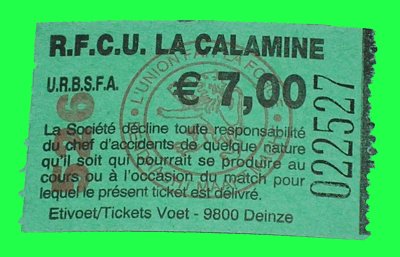 R.F.C.U. LA CALAMINE
U.R.B.S.F.A.
€ 7,00
La Société décline toute responsabilité
du chef d'accidents de quelque nature
qu'il soit qui pourrait se produire au
cours ou à l'occasion du match pour
lequel le présent ticket est délivré.
Etivoet/Tickets Voet - 9800 Deinze
022527